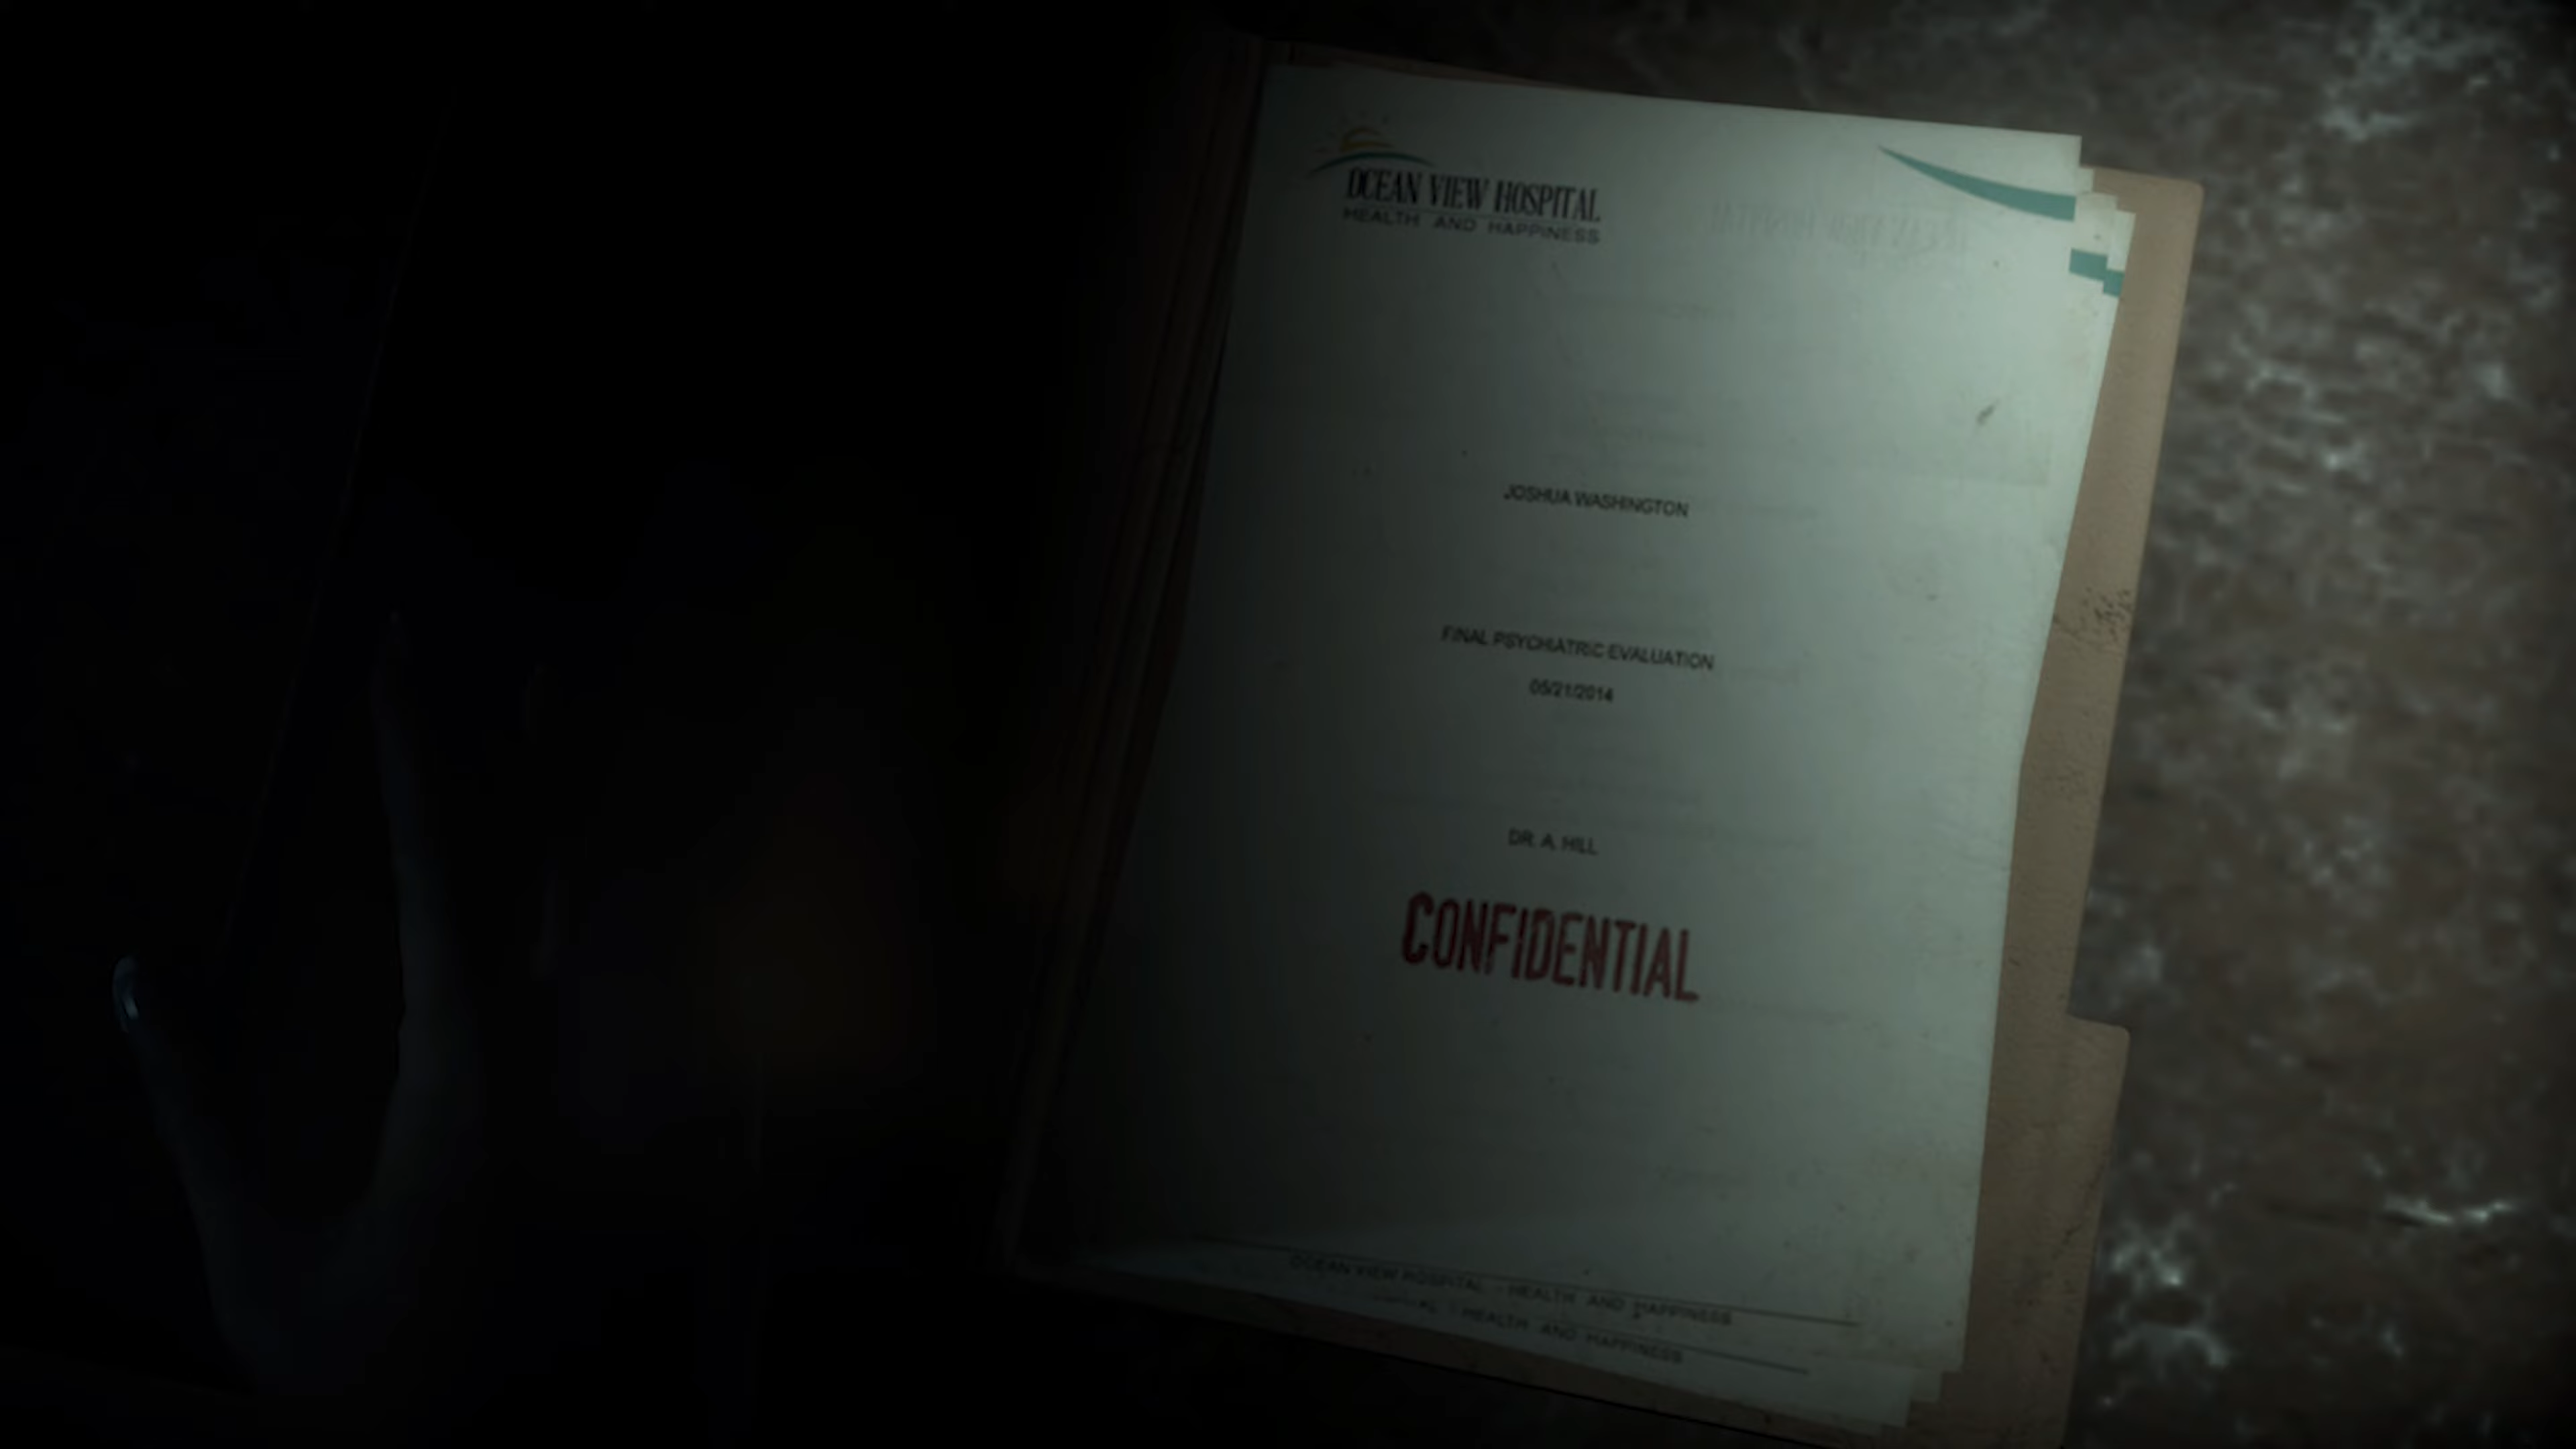 OCEAN VIEW HOSPITAL
HEALTH AND HAPPINESS
JOSHUA WASHINGTON
FINAL PSYCHIATRIC EVALUATION
05/21/2014
DR. A. HILL
CONFIDENTIAL
OCEAN VIEW HOSPITAL - HEALTH AND HAPPINESS
HEALTH AND HAPPINESS